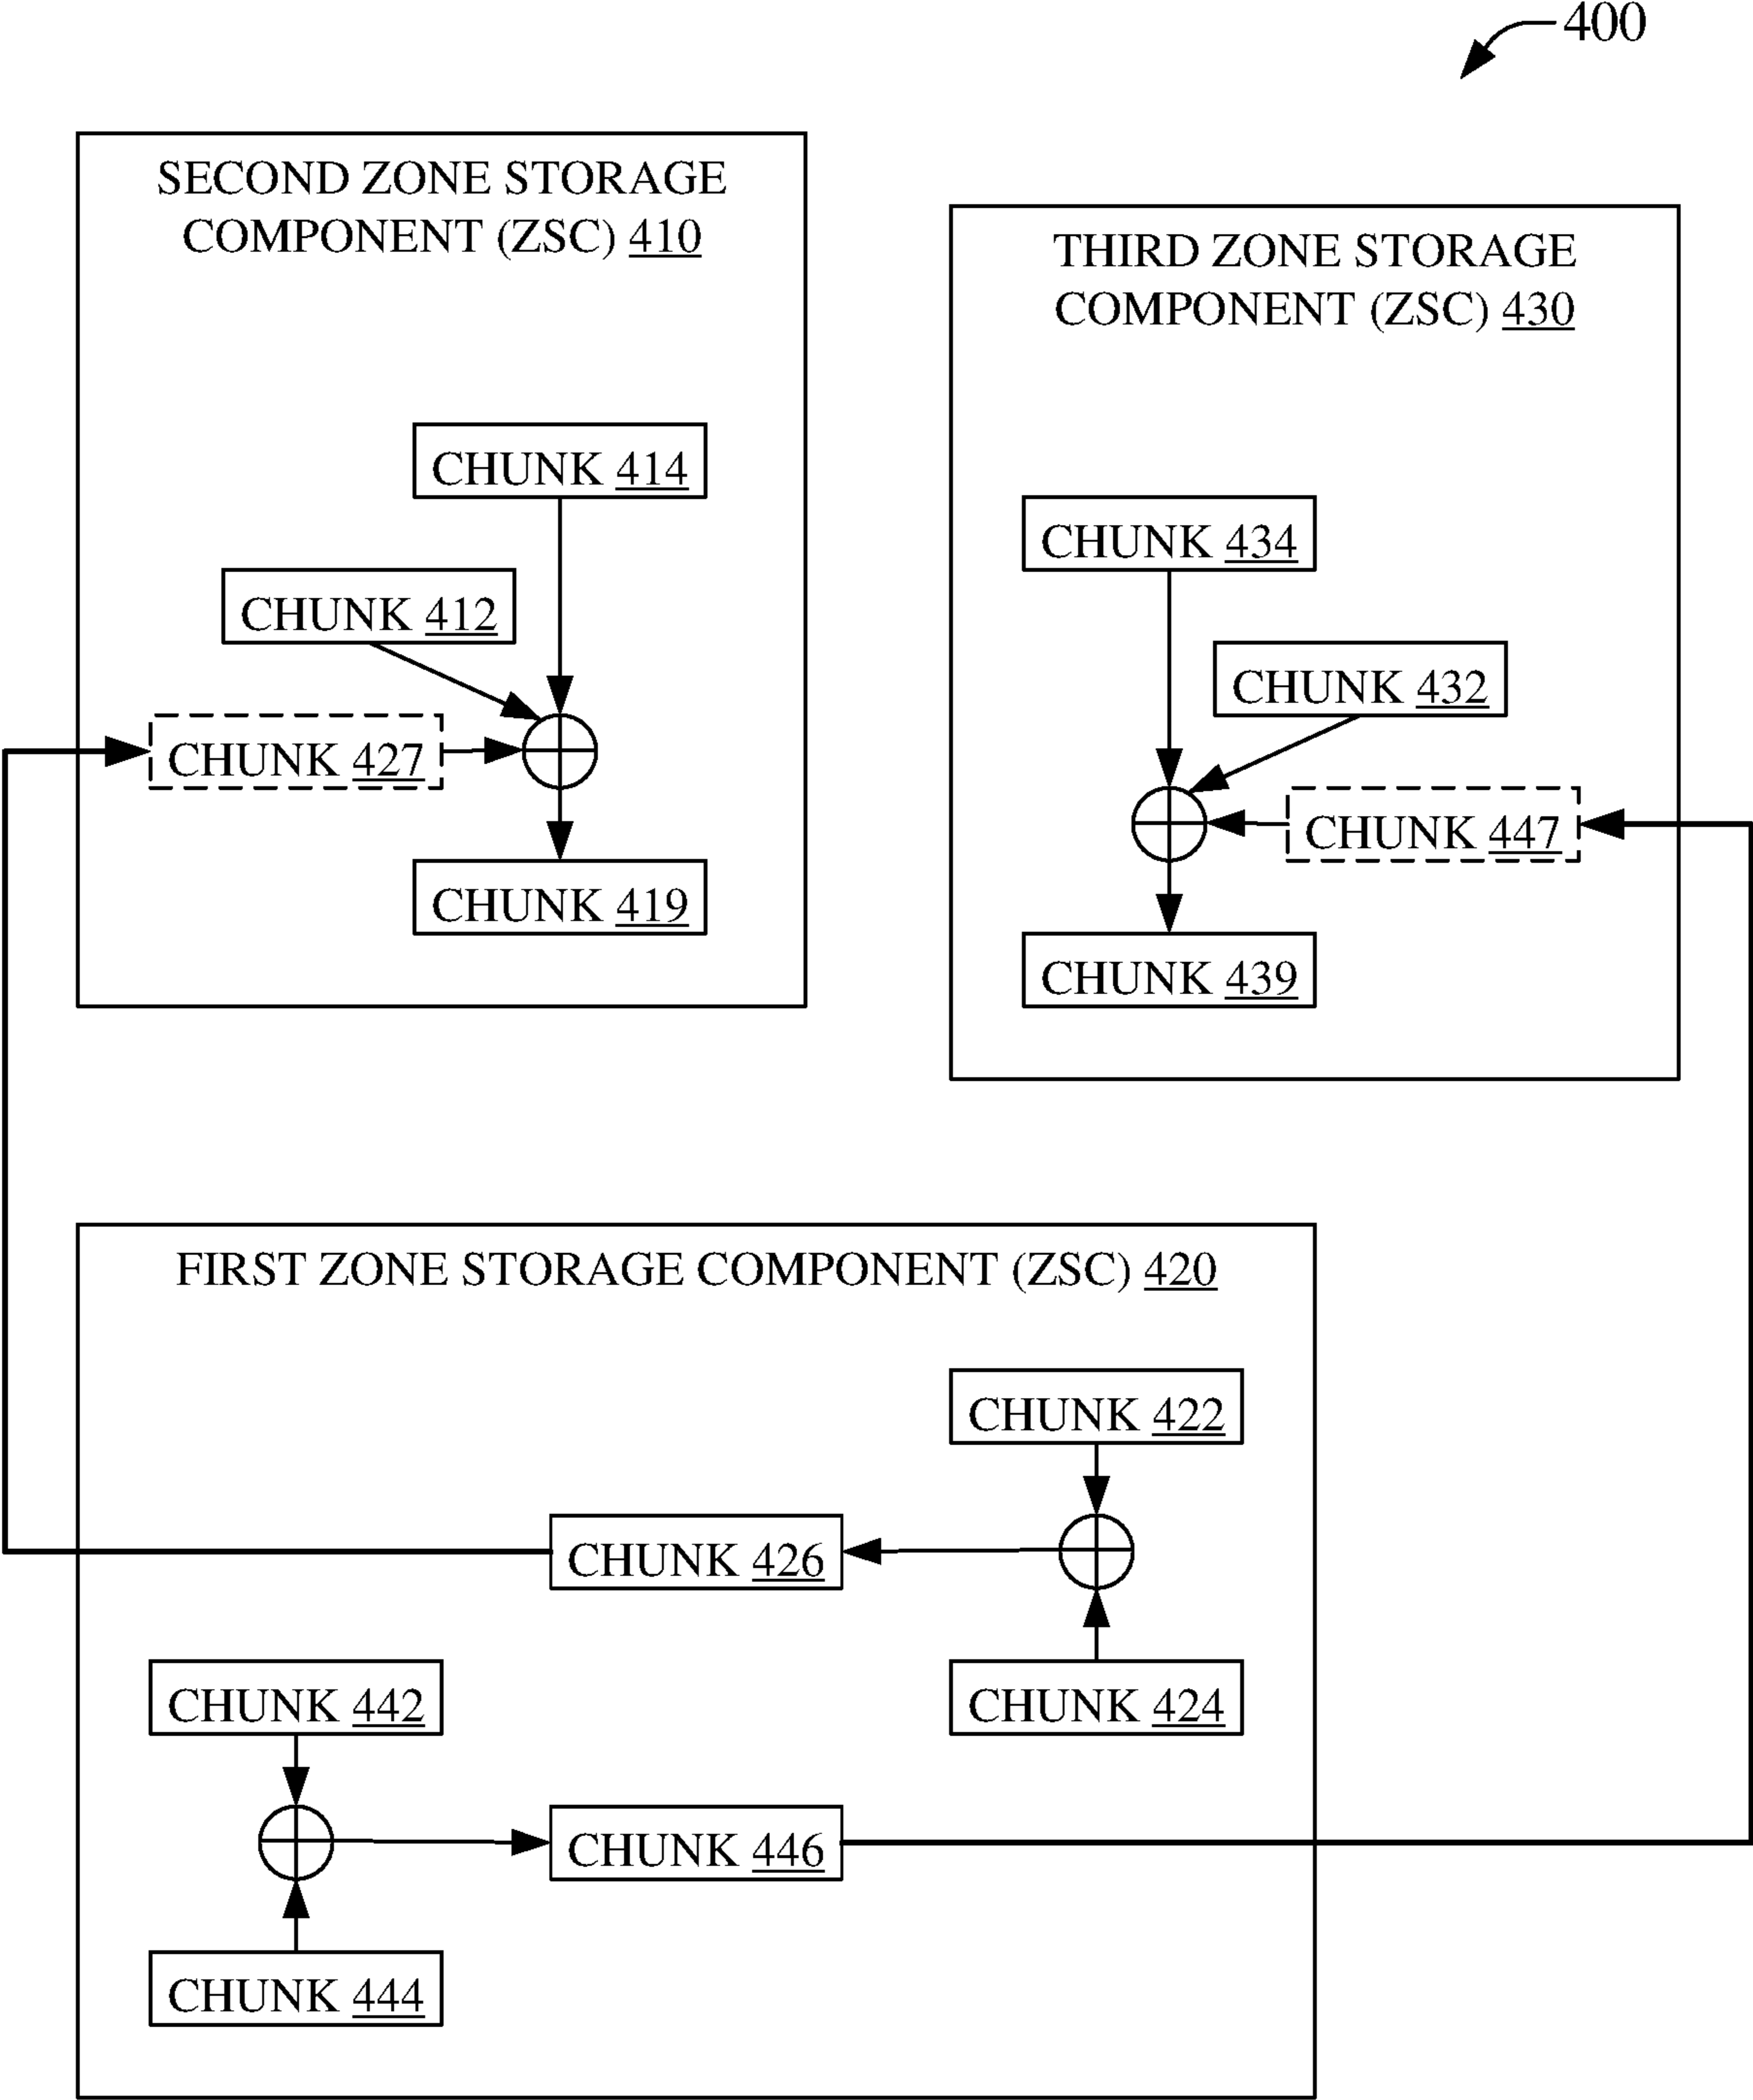 400
SECOND ZONE STORAGE
COMPONENT (ZSC) 410
CHUNK 414
CHUNK 412
CHUNK 427
CHUNK 419
THIRD ZONE STORAGE
COMPONENT (ZSC) 430
CHUNK 434
CHUNK 432
CHUNK 447
CHUNK 439
FIRST ZONE STORAGE COMPONENT (ZSC) 420
CHUNK 422
CHUNK 426
CHUNK 424
CHUNK 442
CHUNK 446
CHUNK 444